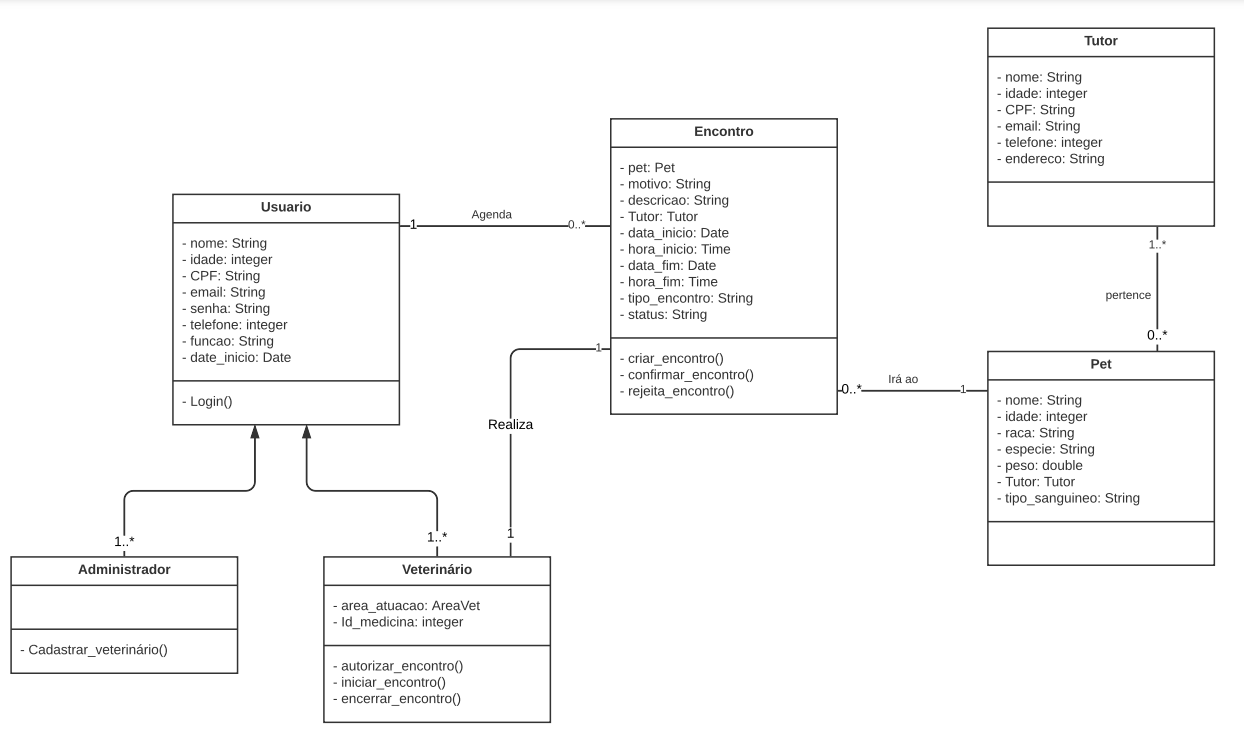 Tutor
- nome: String
- idade: integer
- CPF: String
- email: String
- telefone: integer
- endereco: String
Encontro
- pet: Pet
- motivo: String
- descricao: String
- Tutor: Tutor
- data_inicio: Date
- hora_inicio: Time
- data_fim: Date
- hora_fim: Time
- tipo_encontro: String
- status: String
- criar_encontro()
- confirmar_encontro()
- rejeita_encontro()
Usuario
- nome: String
- idade: integer
- CPF: String
- email: String
- senha: String
- telefone: integer
- funcao: String
- date_inicio: Date
- Login()
1
Agenda
0..*
1..*
pertence
0..*
1
Realiza
1
0..*
Irá ao
1
Pet
- nome: String
- idade: integer
- raca: String
- especie: String
- peso: double
- Tutor: Tutor
- tipo_sanguineo: String
1..*
1..*
Administrador
- Cadastrar_veterinário()
Veterinário
- area_atuacao: AreaVet
- Id_medicina: integer
- autorizar_encontro()
- iniciar_encontro()
- encerrar_encontro()